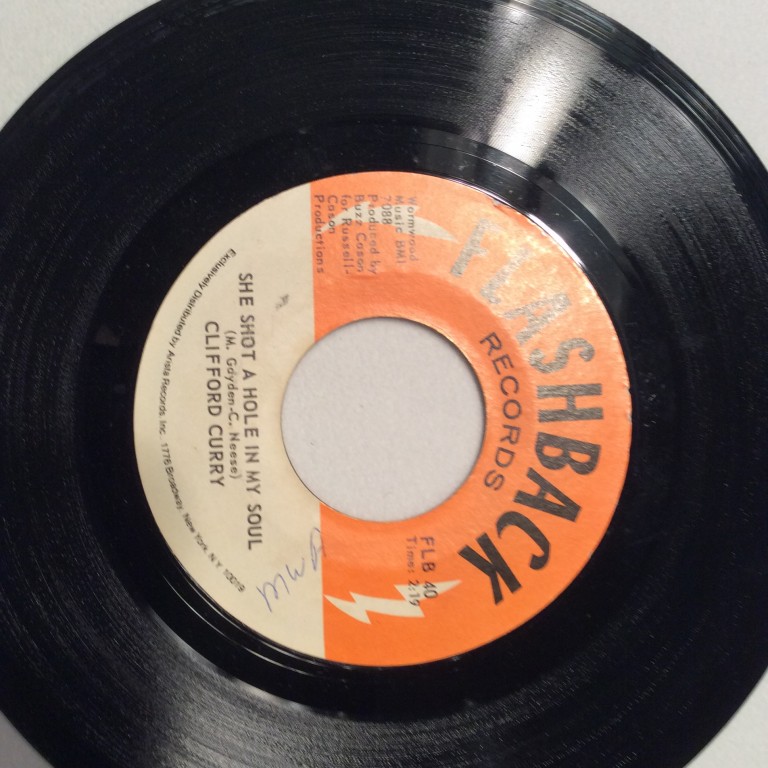 FLASHBACK
RECORDS
Wormwood
Music BMI
7088
Produced by
Buzz Cason
for Russell-
Cason
Productions
FLB 40
Time: 2:19
SHE SHOT A HOLE IN MY SOUL
(M. Gayden-C. Neese)
CLIFFORD CURRY
Exclusively Distributed by Arista Records, Inc. 1776 Broadway, New York, N.Y. 10019